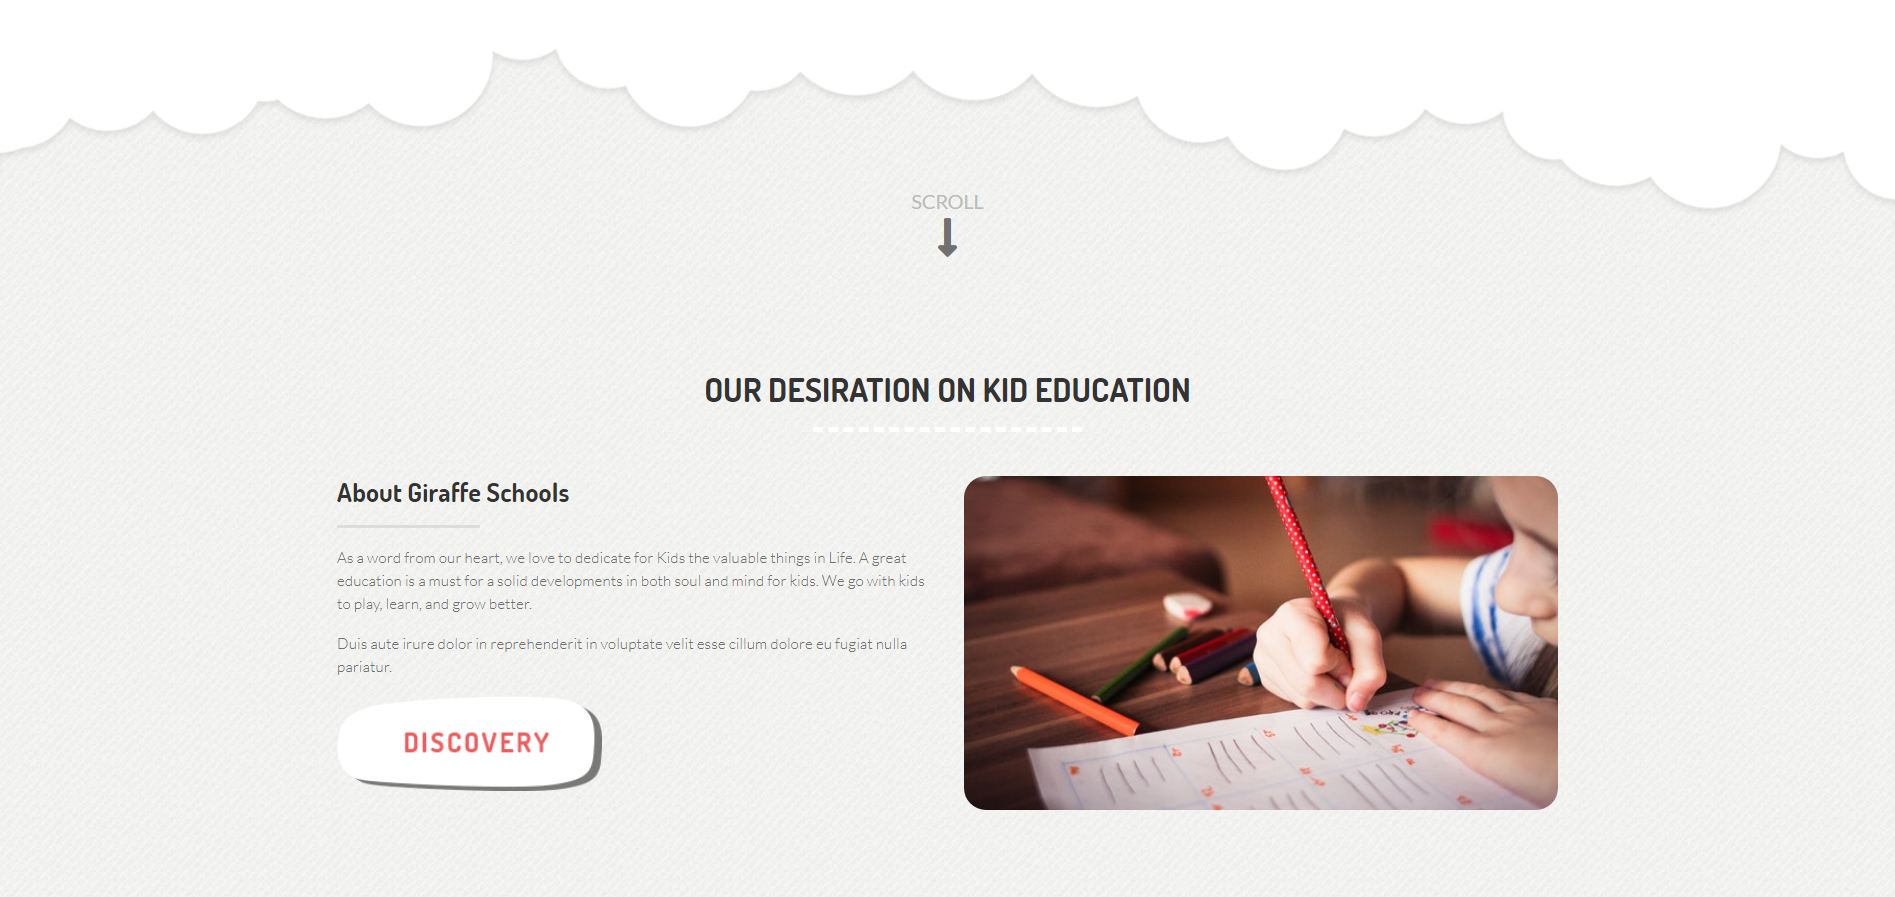 SCROLL
OUR DESIRATION ON KID EDUCATION
About Giraffe Schools
As a word from our heart, we love to dedicate for Kids the valuable things in Life. A great
education is a must for a solid developments in both soul and mind for kids. We go with kids
to play, learn, and grow better.
Duis aute irure dolor in reprehenderit in voluptate velit esse cillum dolore eu fugiat nulla
pariatur.
DISCOVERY